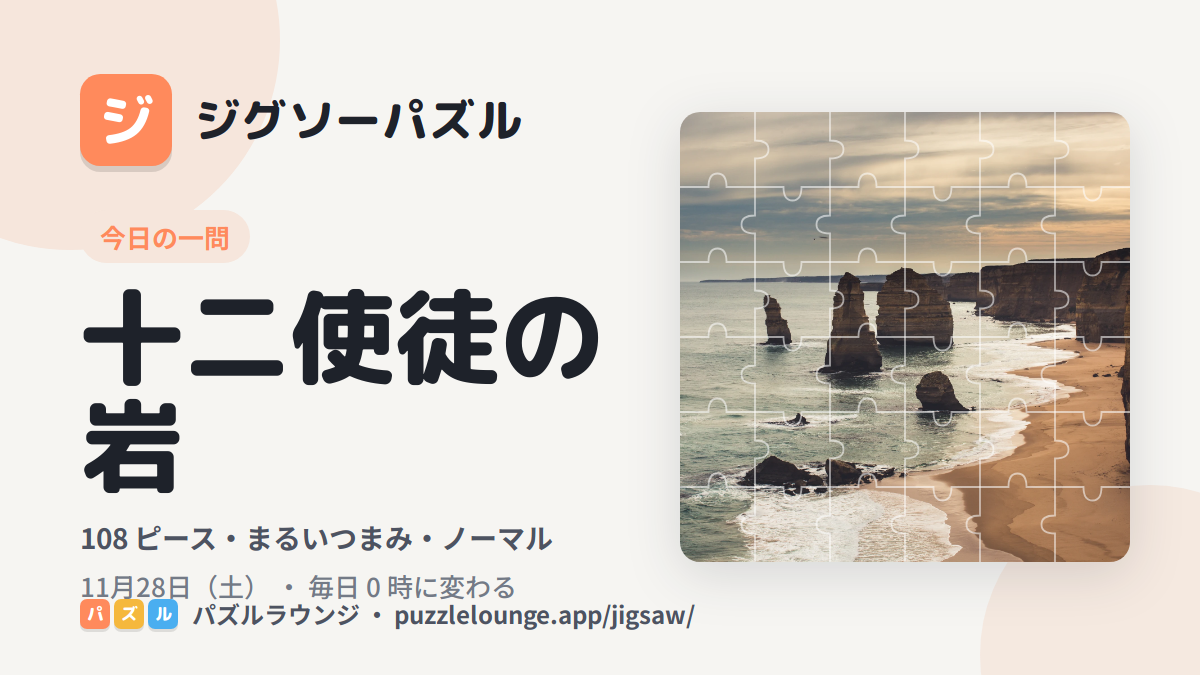 ジ
ジグソーパズル
今日の一問
十二使徒の
岩
108 ピース・まるいつまみ・ノーマル
11月28日（土） ・ 毎日 0 時に変わる
パズル パズルラウンジ ・ puzzlelounge.app/jigsaw/